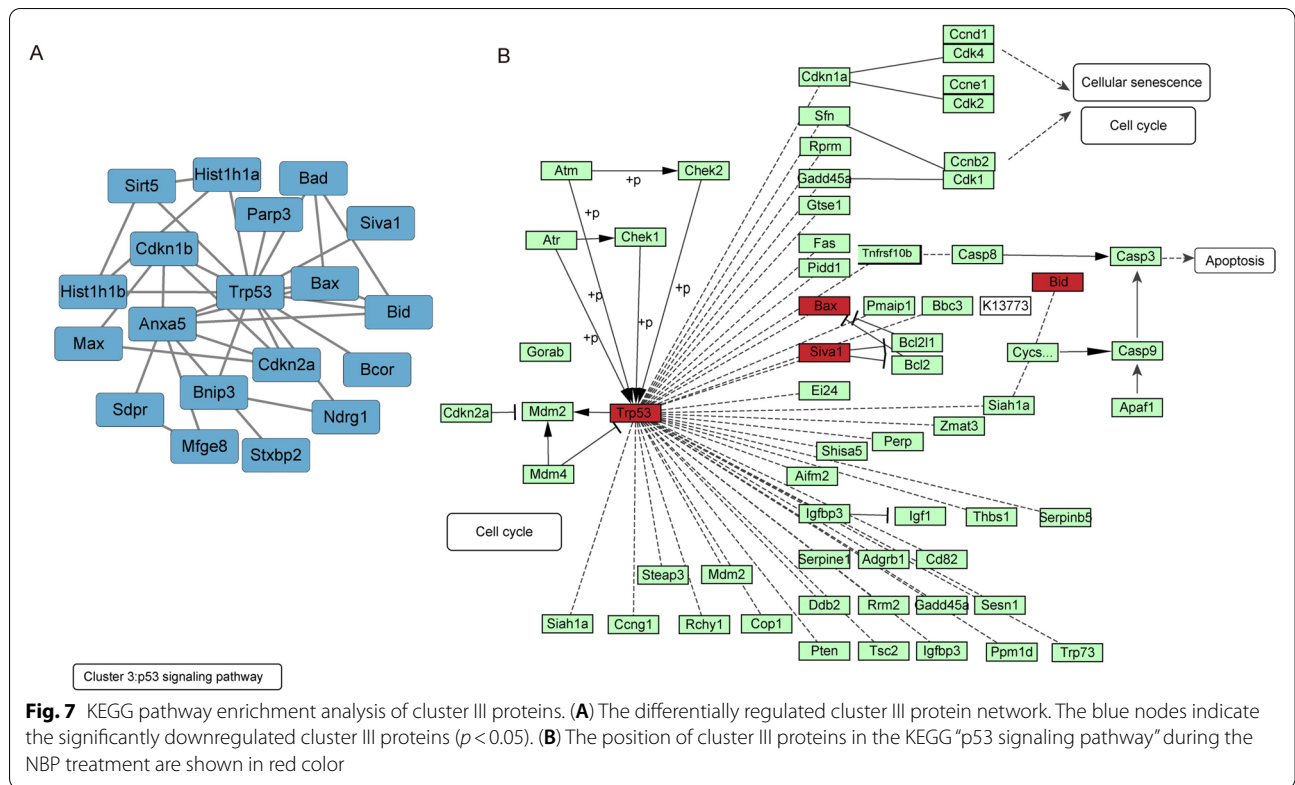 A
Sirt5
Hist1h1a
Bad
Parp3
Siva1
Cdkn1b
Hist1h1b
Trp53
Bax
Bid
Anxa5
Max
Cdkn2a
Bcor
Bnip3
Sdpr
Ndrg1
Mfge8
Stxbp2
Cluster 3:p53 signaling pathway
B
Ccnd1
Cdk4
Cdkn1a
Ccne1
Cdk2
Cellular senescence
Cell cycle
Sfn
Rprm
Ccnb2
Cdk1
Gadd45a
Gtse1
Atm
+p
Chek2
Atr
+p
Chek1
+p
+p
+p
+p
Fas
Pidd1
Tnfrsf10b
Casp8
Casp3
Apoptosis
Bid
Bax
Pmaip1
Bbc3
K13773
Siva1
Bcl2l1
Bcl2
Cycs...
Casp9
Apaf1
Gorab
Ei24
Siah1a
Cdkn2a
Mdm2
Trp53
Zmat3
Perp
Shisa5
Mdm4
Aifm2
Igfbp3
Igf1
Thbs1
Serpinb5
Cell cycle
Serpine1
Adgrb1
Cd82
Steap3
Mdm2
Ddb2
Rrm2
Gadd45a
Sesn1
Siah1a
Ccng1
Rchy1
Cop1
Pten
Tsc2
Igfbp3
Ppm1d
Trp73
Fig. 7 KEGG pathway enrichment analysis of cluster III proteins. (A) The differentially regulated cluster III protein network. The blue nodes indicate
the significantly downregulated cluster III proteins (p < 0.05). (B) The position of cluster III proteins in the KEGG “p53 signaling pathway” during the
NBP treatment are shown in red color